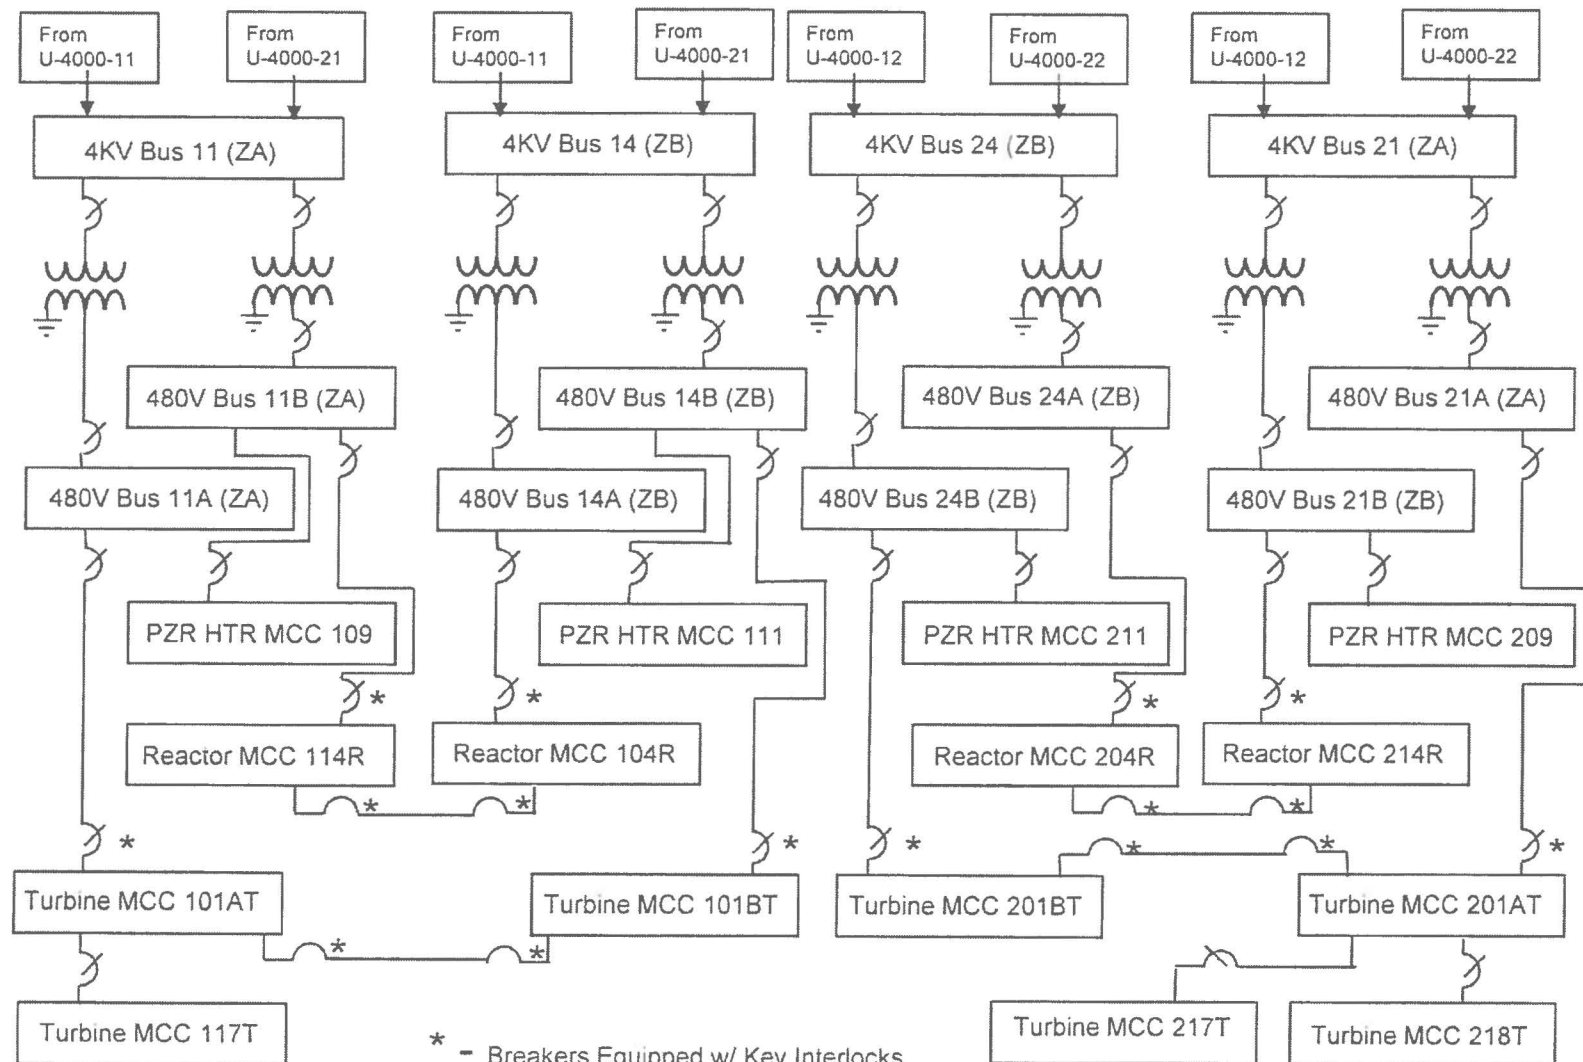 From
U-4000-11
From
U-4000-21
From
U-4000-11
From
U-4000-21
From
U-4000-12
From
U-4000-22
From
U-4000-12
From
U-4000-22
4KV Bus 11 (ZA)
4KV Bus 14 (ZB)
4KV Bus 24 (ZB)
4KV Bus 21 (ZA)
480V Bus 11B (ZA)
480V Bus 14B (ZB)
480V Bus 24A (ZB)
480V Bus 21A (ZA)
480V Bus 11A (ZA)
480V Bus 14A (ZB)
480V Bus 24B (ZB)
480V Bus 21B (ZB)
PZR HTR MCC 109
PZR HTR MCC 111
PZR HTR MCC 211
PZR HTR MCC 209
*
*
*
*
Reactor MCC 114R
Reactor MCC 104R
Reactor MCC 204R
Reactor MCC 214R
*
*
*
*
*
*
*
*
*
*
Turbine MCC 101AT
Turbine MCC 101BT
Turbine MCC 201BT
Turbine MCC 201AT
*
*
Turbine MCC 117T
Turbine MCC 217T
Turbine MCC 218T
* - Breakers Equipped w/ Key Interlocks